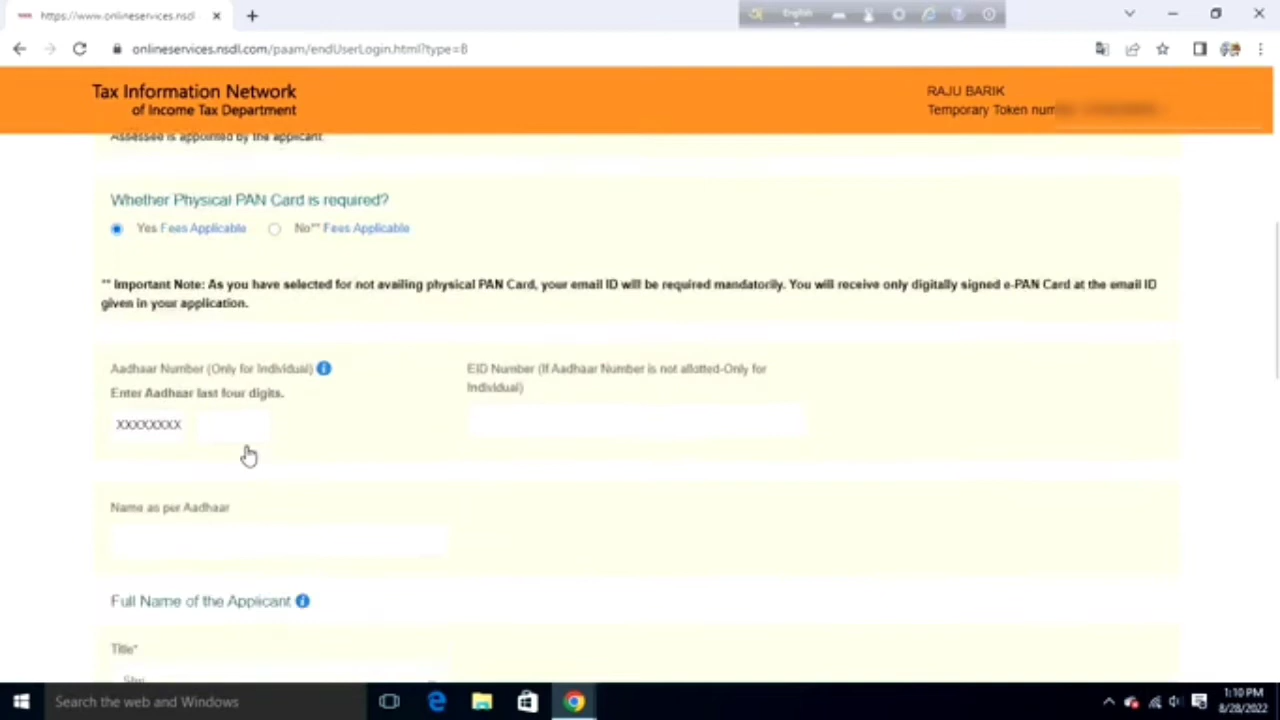 https://www.onlineservices.nsdl
English
onlineservices.nsdl.com/paam/endUserLogin.html?type=B
Tax Information Network
of Income Tax Department
RAJU BARIK
Temporary Token num
Assessee is appointed by the applicant.
Whether Physical PAN Card is required?
Yes Fees Applicable No** Fees Applicable
** Important Note: As you have selected for not availing physical PAN Card, your email ID will be required mandatorily. You will receive only digitally signed e-PAN Card at the email ID
given in your application.
Aadhaar Number (Only for Individual)
Enter Aadhaar last four digits.
XXXXXXXX
EID Number (If Aadhaar Number is not allotted-Only for
Individual)
Name as per Aadhaar
Full Name of the Applicant
Title*
Shri
Search the web and Windows
1:10 PM
8/28/2022